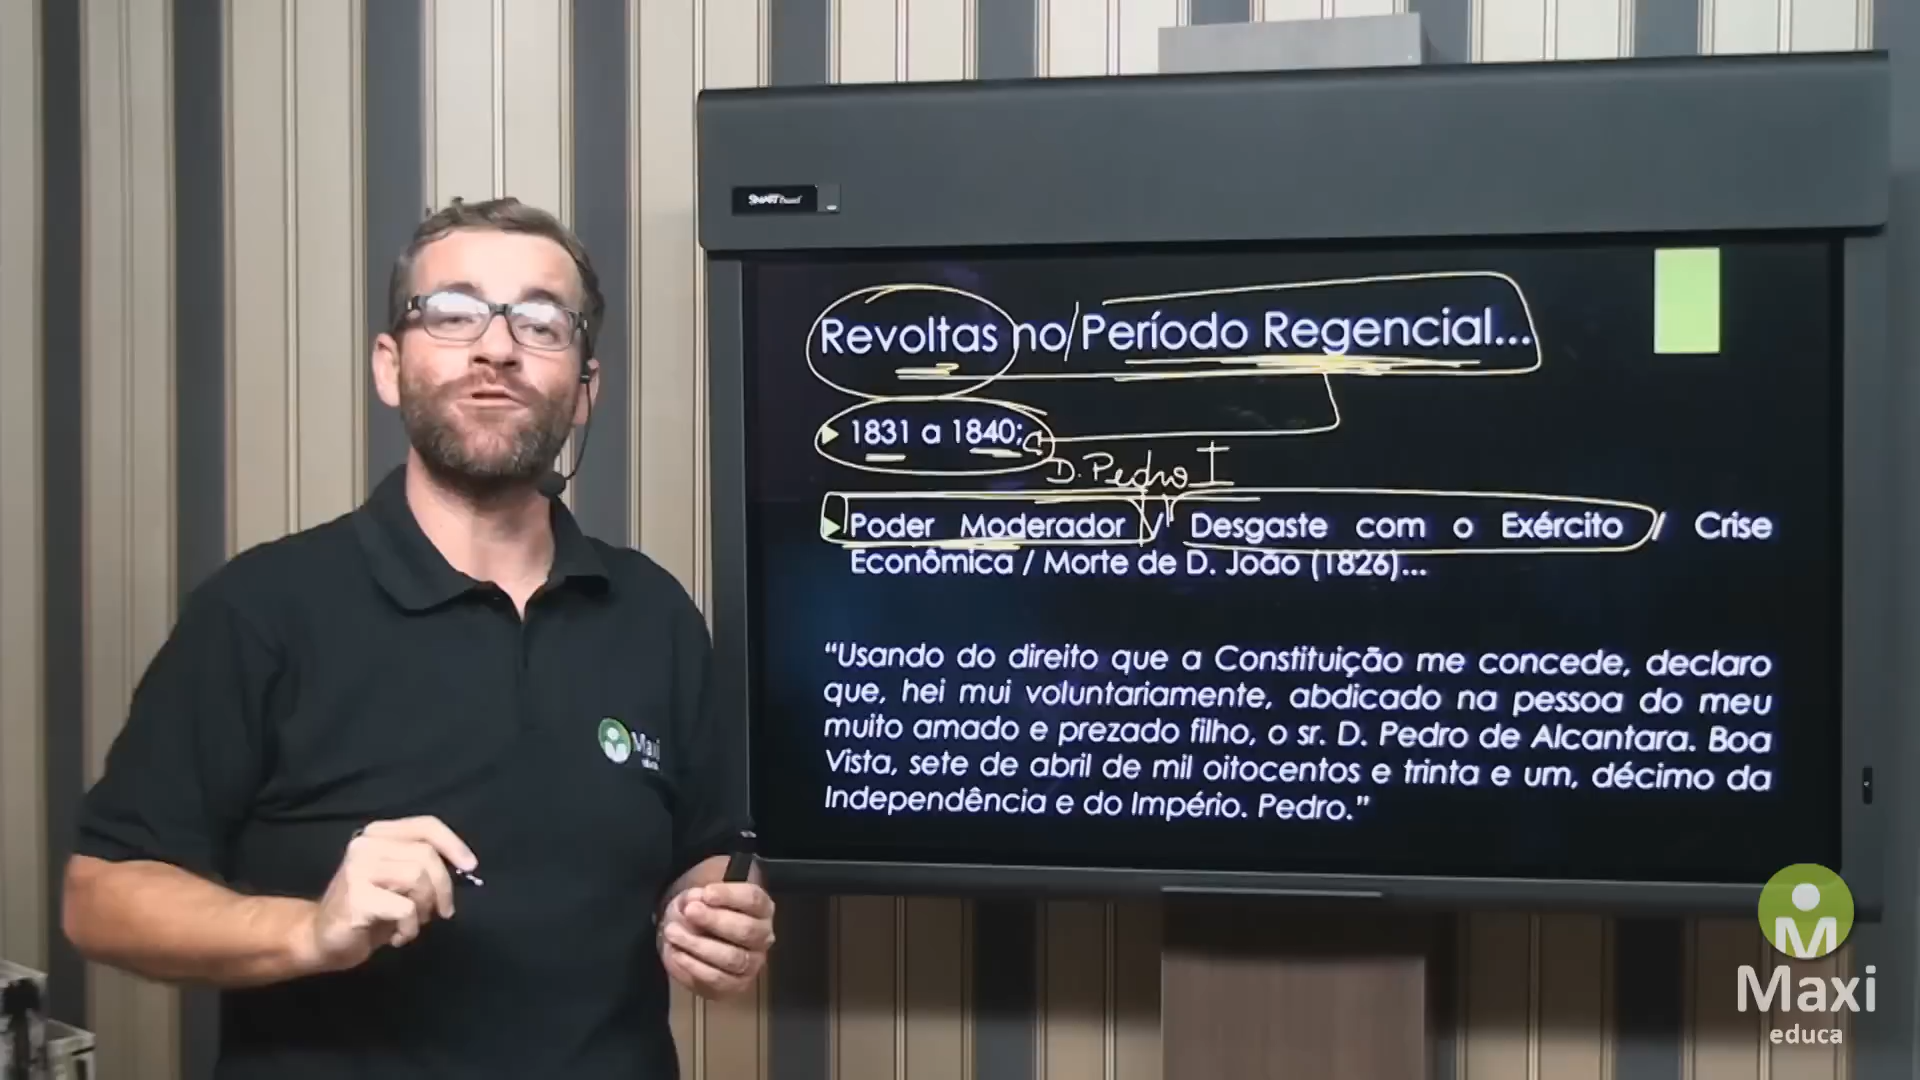 SMART Board
Revoltas no Período Regencial...
1831 a 1840;
D. Pedro I
Poder Moderador / Desgaste com o Exército / Crise
Econômica / Morte de D. João (1826)...
“Usando do direito que a Constituição me concede, declaro
que, hei mui voluntariamente, abdicado na pessoa do meu
muito amado e prezado filho, o sr. D. Pedro de Alcantara. Boa
Vista, sete de abril de mil oitocentos e trinta e um, décimo da
Independência e do Império. Pedro.”
Maxi
Maxi
educa